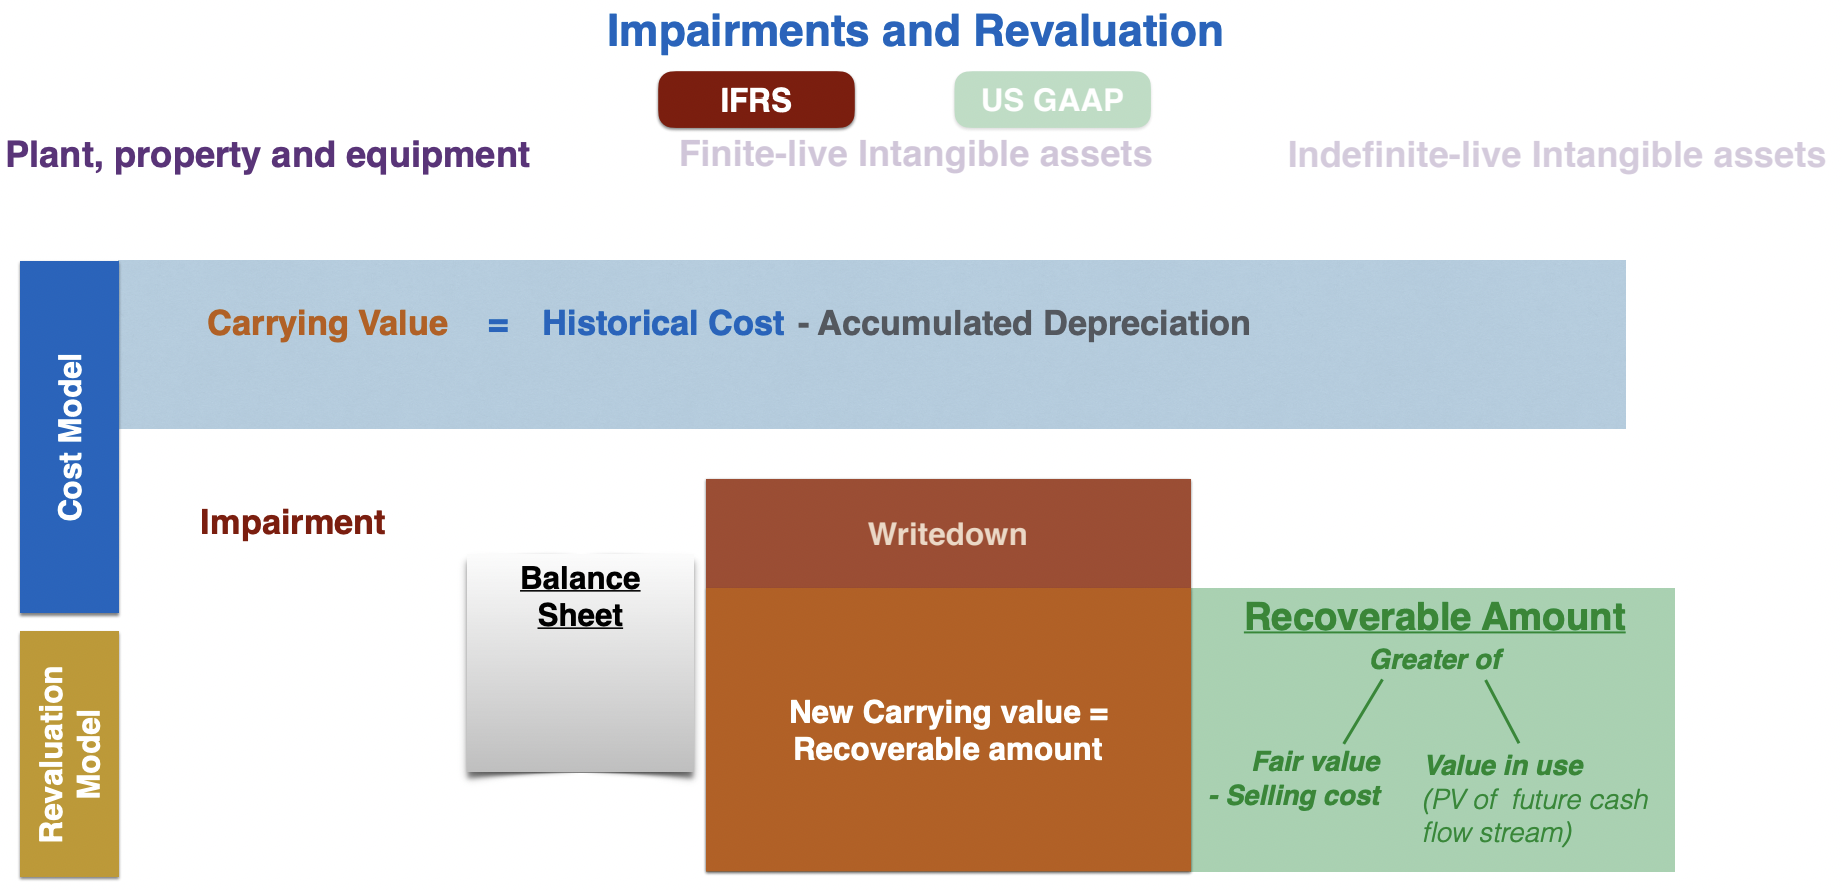 Impairments and Revaluation
IFRS
US GAAP
Plant, property and equipment
Finite-live Intangible assets
Indefinite-live Intangible assets
Cost Model
Carrying Value = Historical Cost - Accumulated Depreciation
Impairment
Writedown
Balance
Sheet
New Carrying value =
Recoverable amount
Recoverable Amount
Greater of
Fair value
- Selling cost
Value in use
(PV of future cash
flow stream)
Revaluation
Model